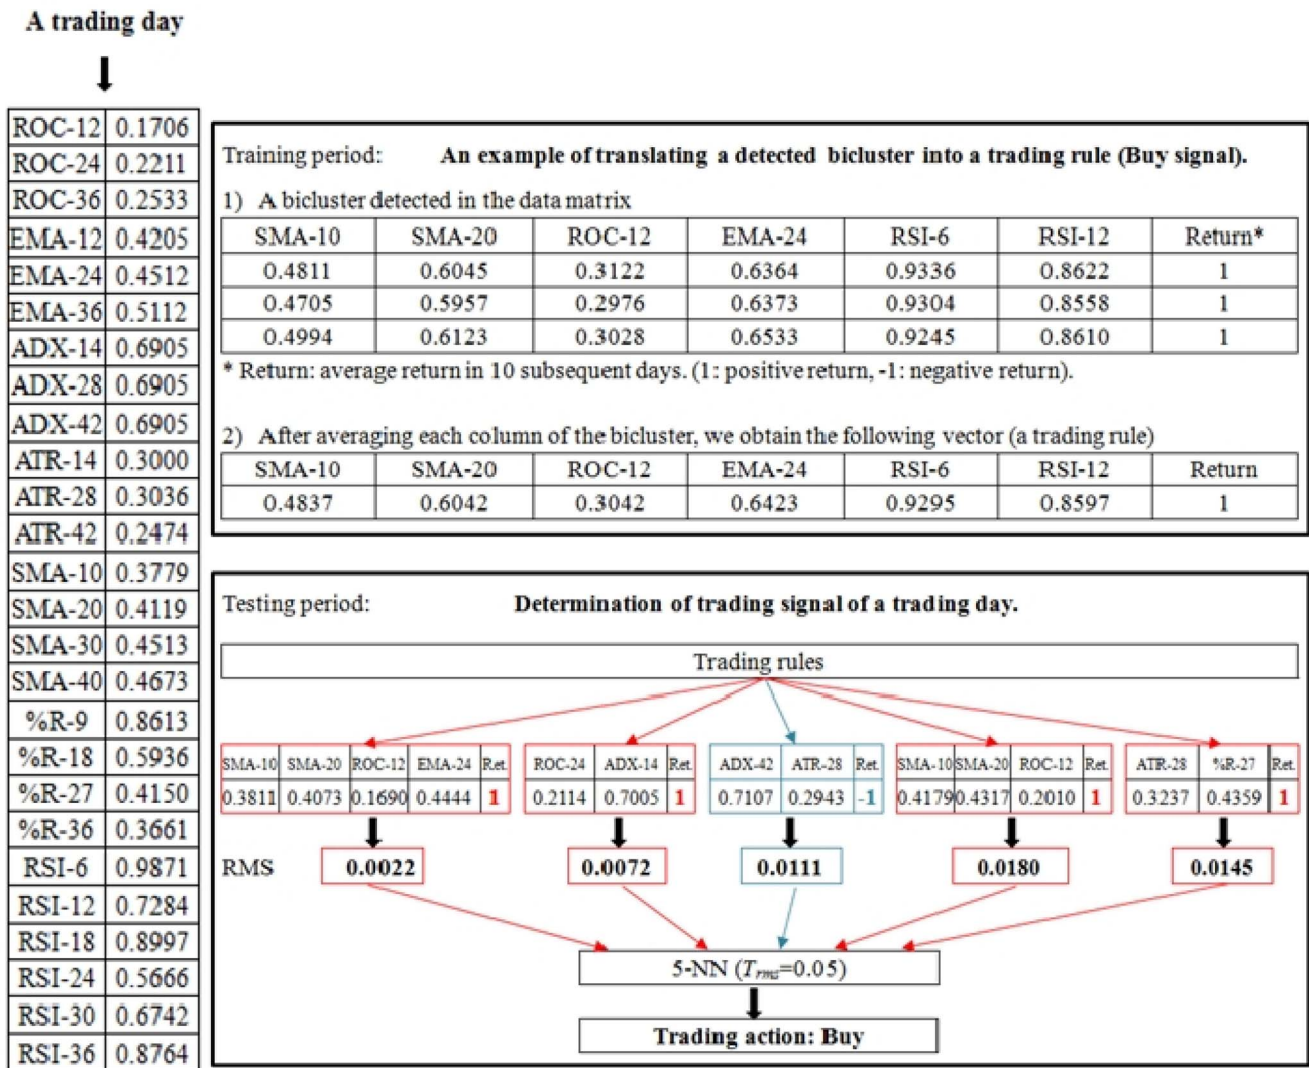 A trading day
ROC-12 0.1706
ROC-24 0.2211
ROC-36 0.2533
EMA-12 0.4205
EMA-24 0.4512
EMA-36 0.5112
ADX-14 0.6905
ADX-28 0.6905
ADX-42 0.6905
ATR-14 0.3000
ATR-28 0.3036
ATR-42 0.2474
SMA-10 0.3779
SMA-20 0.4119
SMA-30 0.4513
SMA-40 0.4673
%R-9 0.8613
%R-18 0.5936
%R-27 0.4150
%R-36 0.3661
RSI-6 0.9871
RSI-12 0.7284
RSI-18 0.8997
RSI-24 0.5666
RSI-30 0.6742
RSI-36 0.8764
Training period: An example of translating a detected bicluster into a trading rule (Buy signal).
1) A bicluster detected in the data matrix
SMA-10 SMA-20 ROC-12 EMA-24 RSI-6 RSI-12 Return*
0.4811 0.6045 0.3122 0.6364 0.9336 0.8622 1
0.4705 0.5957 0.2976 0.6373 0.9304 0.8558 1
0.4994 0.6123 0.3028 0.6533 0.9245 0.8610 1
* Return: average return in 10 subsequent days. (1: positive return, -1: negative return).
2) After averaging each column of the bicluster, we obtain the following vector (a trading rule)
SMA-10 SMA-20 ROC-12 EMA-24 RSI-6 RSI-12 Return
0.4837 0.6042 0.3042 0.6423 0.9295 0.8597 1
Testing period: Determination of trading signal of a trading day.
Trading rules
SMA-10 SMA-20 ROC-12 EMA-24 Ret. ROC-24 ADX-14 Ret. ADX-42 ATR-28 Ret. SMA-10 SMA-20 ROC-12 Ret. ATR-28 %R-27 Ret.
0.3811 0.4073 0.1690 0.4444 1 0.2114 0.7005 1 0.7107 0.2943 -1 0.4179 0.4317 0.2010 1 0.3237 0.4359 1
RMS 0.0022 0.0072 0.0111 0.0180 0.0145
5-NN (Trms=0.05)
Trading action: Buy